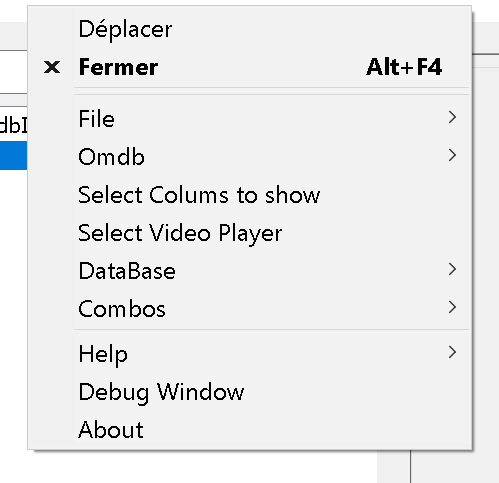 Déplacer
Fermer Alt+F4
File
Omdb
Select Colums to show
Select Video Player
DataBase
Combos
Help
Debug Window
About